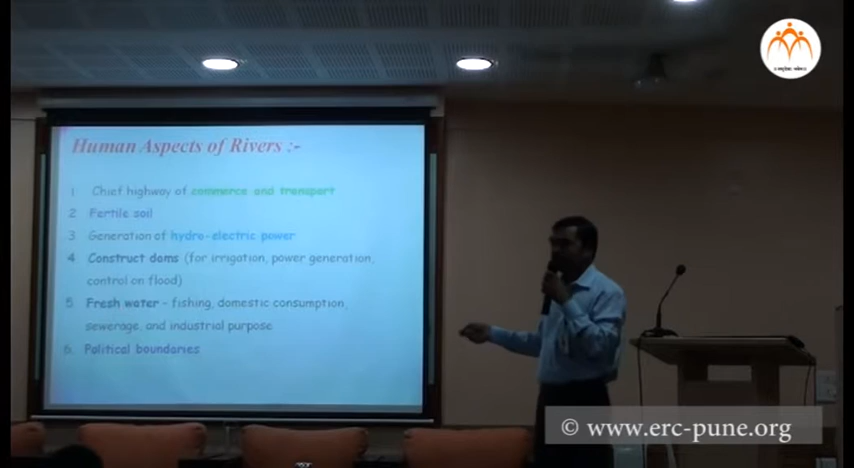 Human Aspects of Rivers :-
1 Chief highway of commerce and transport
2 Fertile soil
3 Generation of hydro-electric power
4 Construct dams (for irrigation, power generation,
control on flood)
5 Fresh water - fishing, domestic consumption,
sewerage, and industrial purpose
6. Political boundaries
© www.erc-pune.org